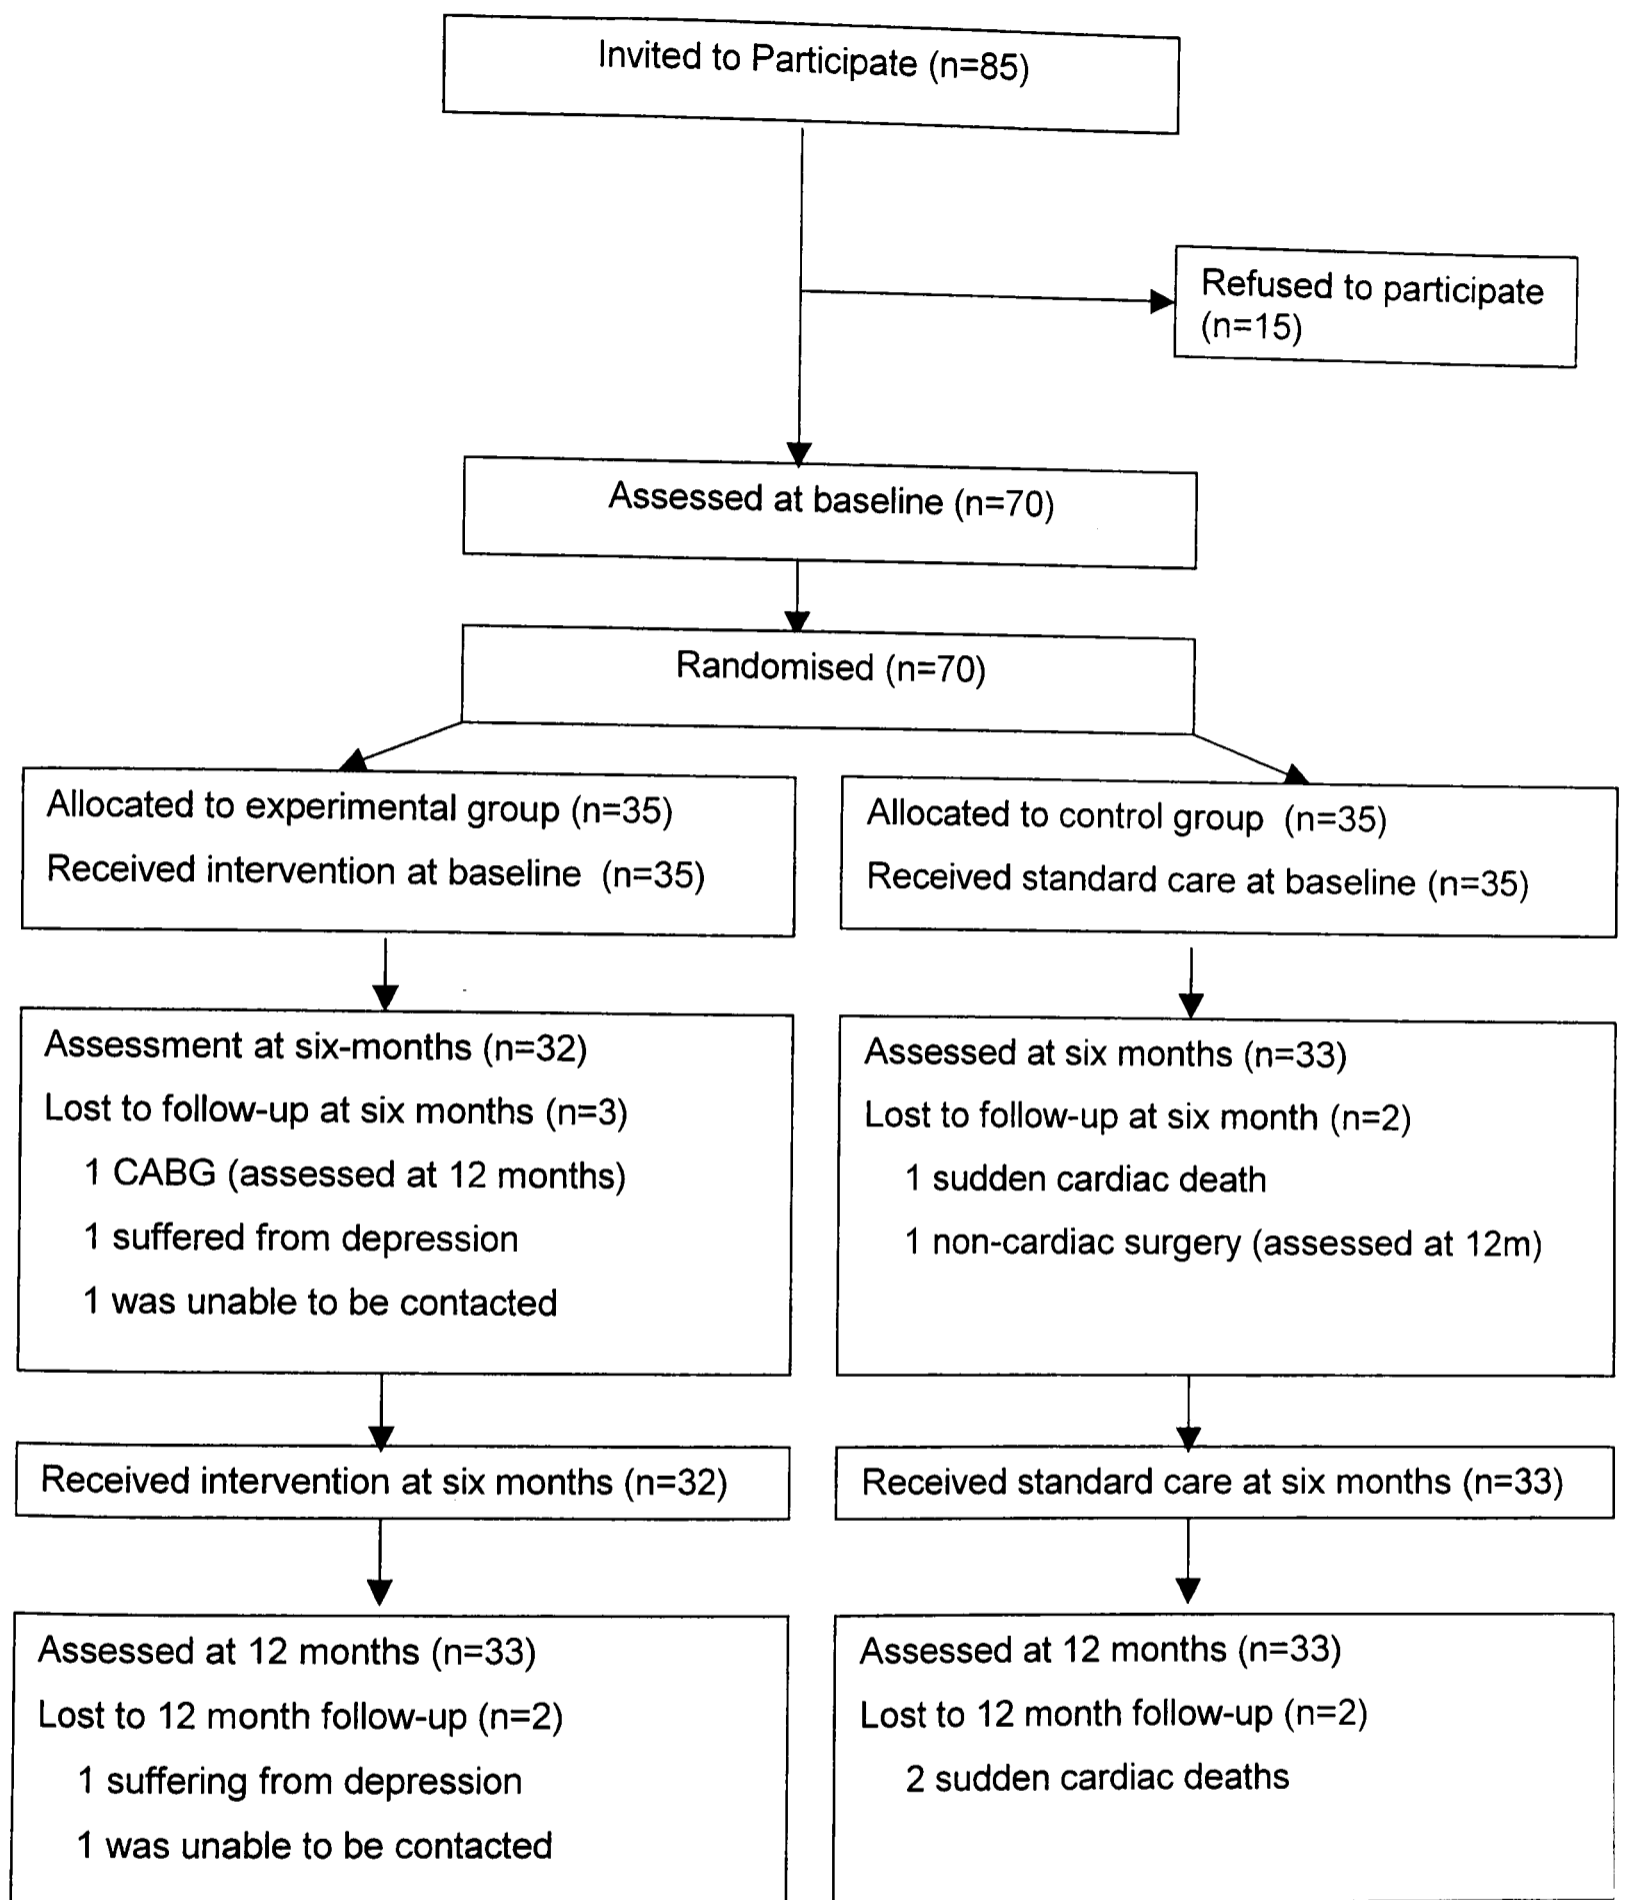 Invited to Participate (n=85)
Refused to participate
(n=15)
Assessed at baseline (n=70)
Randomised (n=70)
Allocated to experimental group (n=35)
Received intervention at baseline (n=35)
Allocated to control group (n=35)
Received standard care at baseline (n=35)
Assessment at six-months (n=32)
Lost to follow-up at six months (n=3)
1 CABG (assessed at 12 months)
1 suffered from depression
1 was unable to be contacted
Assessed at six months (n=33)
Lost to follow-up at six month (n=2)
1 sudden cardiac death
1 non-cardiac surgery (assessed at 12m)
Received intervention at six months (n=32)
Received standard care at six months (n=33)
Assessed at 12 months (n=33)
Lost to 12 month follow-up (n=2)
1 suffering from depression
1 was unable to be contacted
Assessed at 12 months (n=33)
Lost to 12 month follow-up (n=2)
2 sudden cardiac deaths